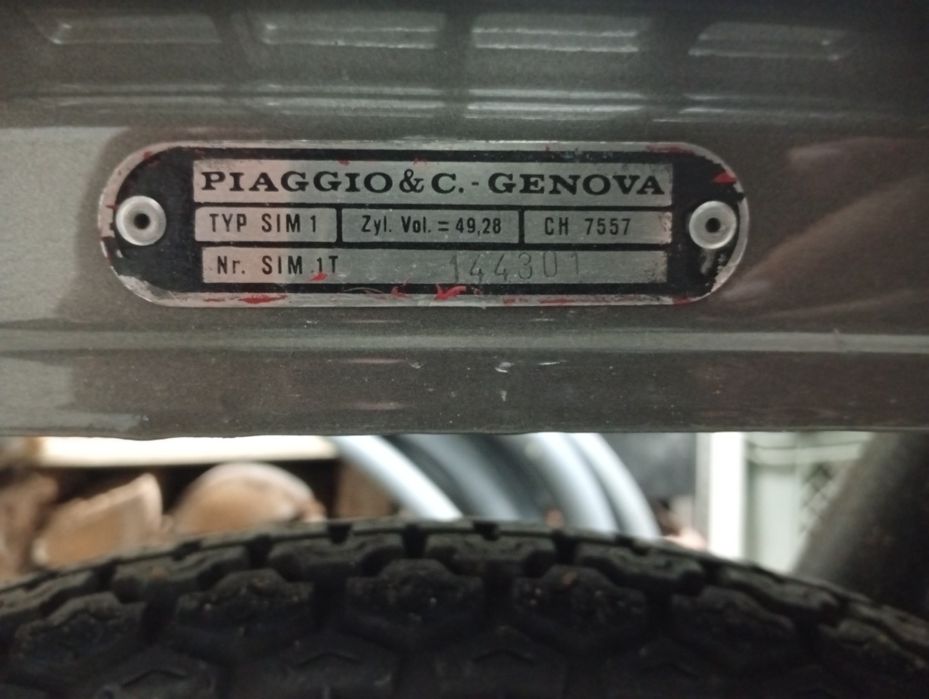 PIAGGIO & C. - GENOVA
TYP SIM 1 Zyl. Vol. = 49,28 CH 7557
Nr. SIM 1T 144301